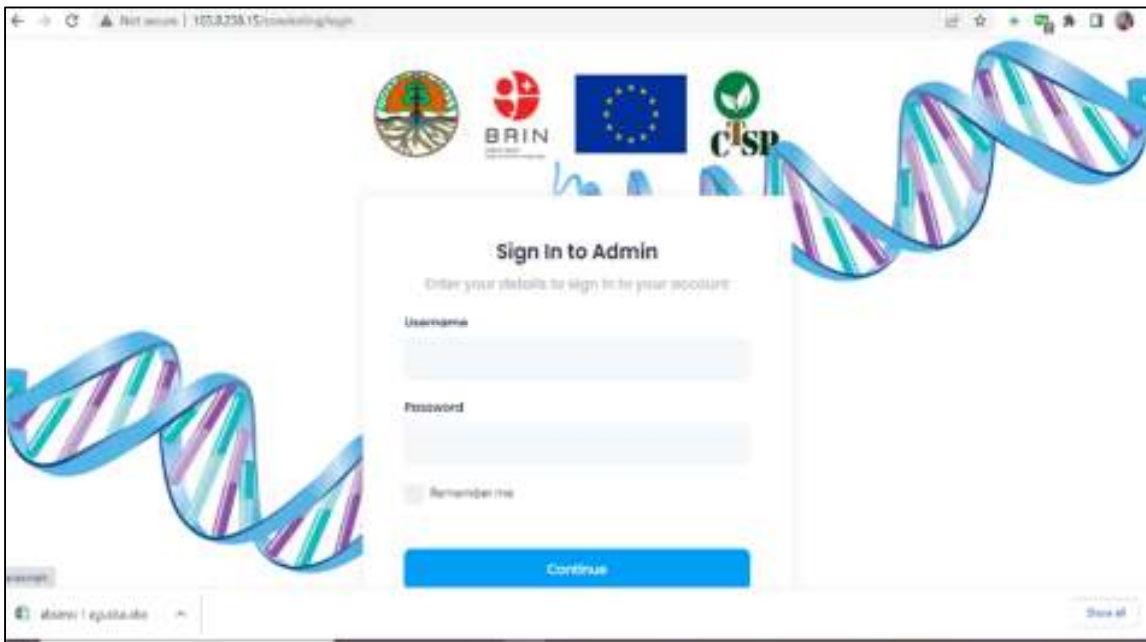 Not secure
BRIN
CTSP
Sign In to Admin
Enter your details to sign in to your account
Username
Password
Remember me
Continue
Show all